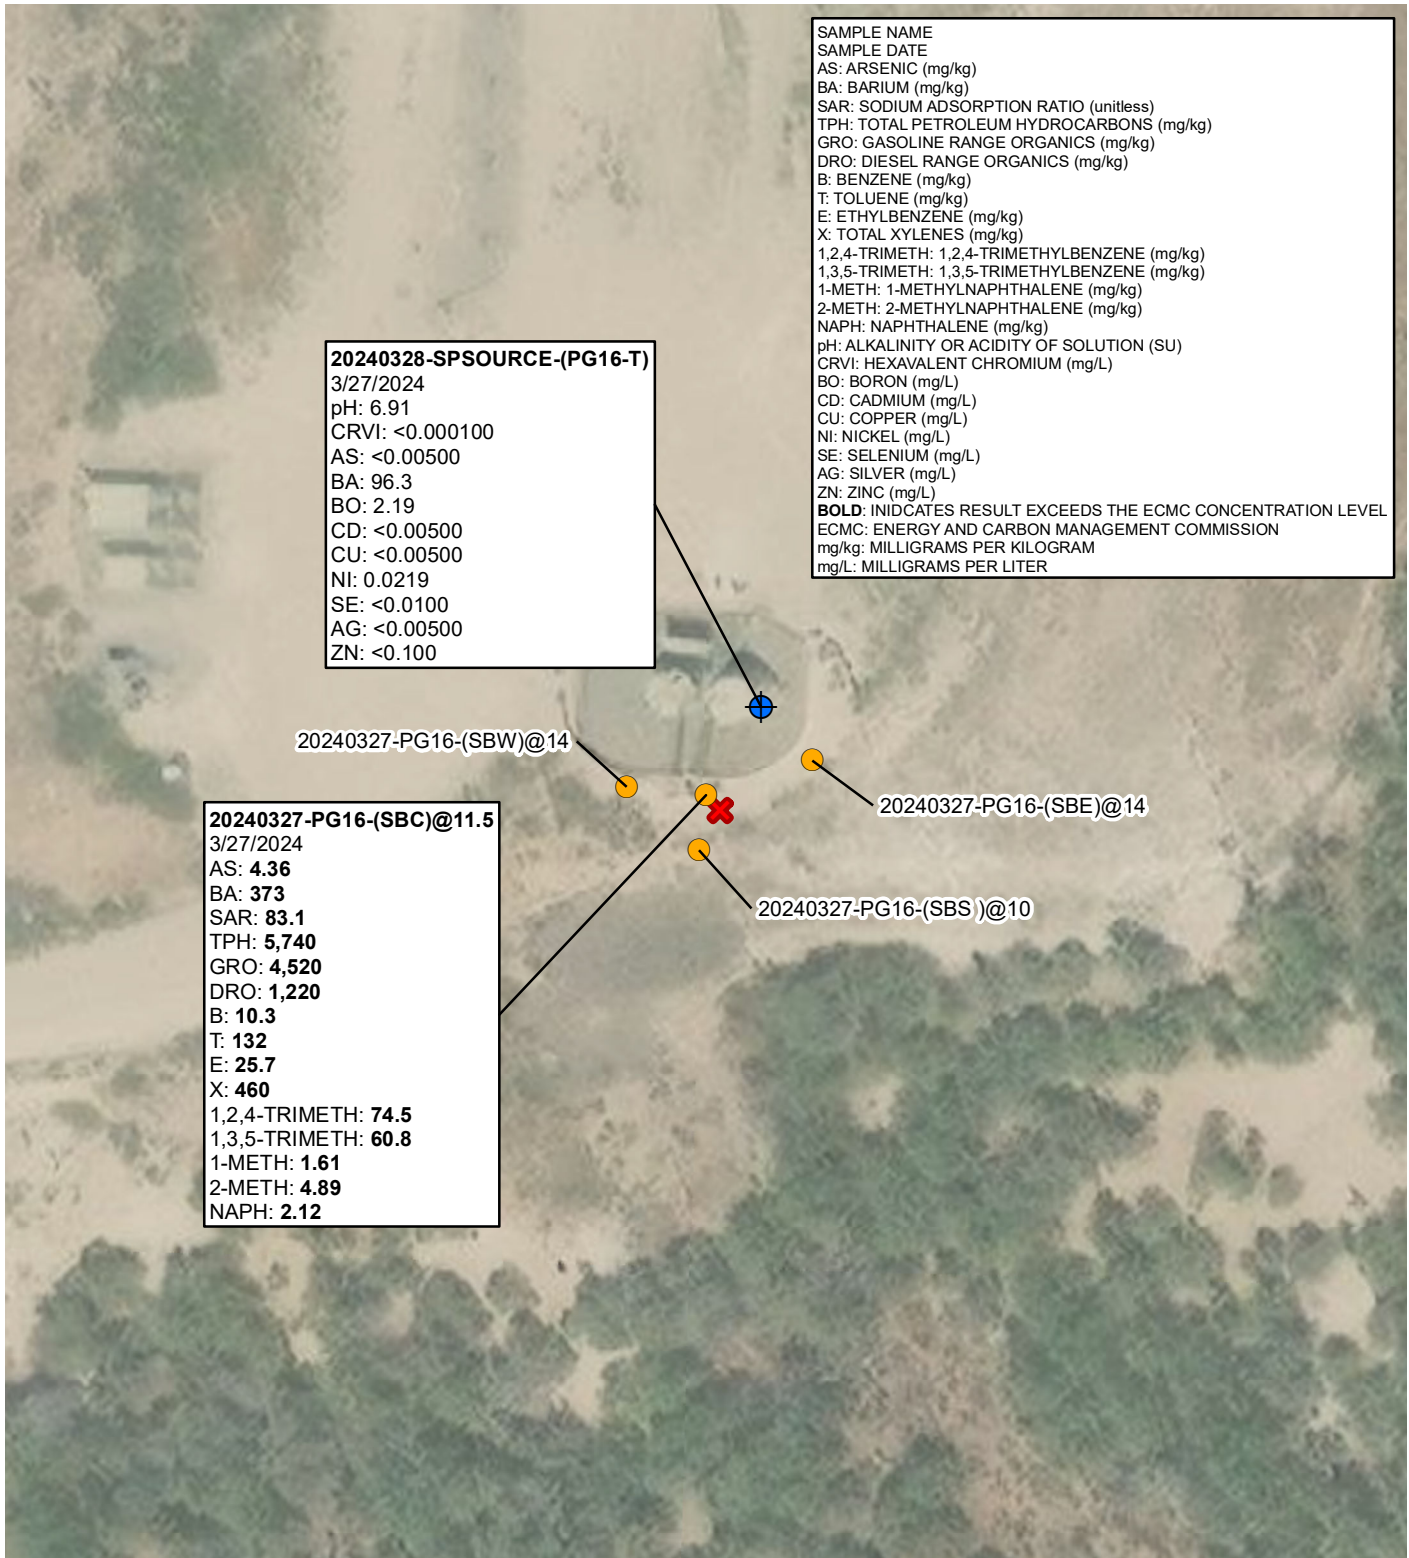 SAMPLE NAME
SAMPLE DATE
AS: ARSENIC (mg/kg)
BA: BARIUM (mg/kg)
SAR: SODIUM ADSORPTION RATIO (unitless)
TPH: TOTAL PETROLEUM HYDROCARBONS (mg/kg)
GRO: GASOLINE RANGE ORGANICS (mg/kg)
DRO: DIESEL RANGE ORGANICS (mg/kg)
B: BENZENE (mg/kg)
T: TOLUENE (mg/kg)
E: ETHYLBENZENE (mg/kg)
X: TOTAL XYLENES (mg/kg)
1,2,4-TRIMETH: 1,2,4-TRIMETHYLBENZENE (mg/kg)
1,3,5-TRIMETH: 1,3,5-TRIMETHYLBENZENE (mg/kg)
1-METH: 1-METHYLNAPHTHALENE (mg/kg)
2-METH: 2-METHYLNAPHTHALENE (mg/kg)
NAPH: NAPHTHALENE (mg/kg)
pH: ALKALINITY OR ACIDITY OF SOLUTION (SU)
CRVI: HEXAVALENT CHROMIUM (mg/L)
BO: BORON (mg/L)
CD: CADMIUM (mg/L)
CU: COPPER (mg/L)
NI: NICKEL (mg/L)
SE: SELENIUM (mg/L)
AG: SILVER (mg/L)
ZN: ZINC (mg/L)
BOLD: INIDCATES RESULT EXCEEDS THE ECMC CONCENTRATION LEVEL
ECMC: ENERGY AND CARBON MANAGEMENT COMMISSION
mg/kg: MILLIGRAMS PER KILOGRAM
mg/L: MILLIGRAMS PER LITER
20240328-SPSOURCE-(PG16-T)
3/27/2024
pH: 6.91
CRVI: <0.000100
AS: <0.00500
BA: 96.3
BO: 2.19
CD: <0.00500
CU: <0.00500
NI: 0.0219
SE: <0.0100
AG: <0.00500
ZN: <0.100
20240327-PG16-(SBW)@14
20240327-PG16-(SBE)@14
20240327-PG16-(SBS )@10
20240327-PG16-(SBC)@11.5
3/27/2024
AS: 4.36
BA: 373
SAR: 83.1
TPH: 5,740
GRO: 4,520
DRO: 1,220
B: 10.3
T: 132
E: 25.7
X: 460
1,2,4-TRIMETH: 74.5
1,3,5-TRIMETH: 60.8
1-METH: 1.61
2-METH: 4.89
NAPH: 2.12